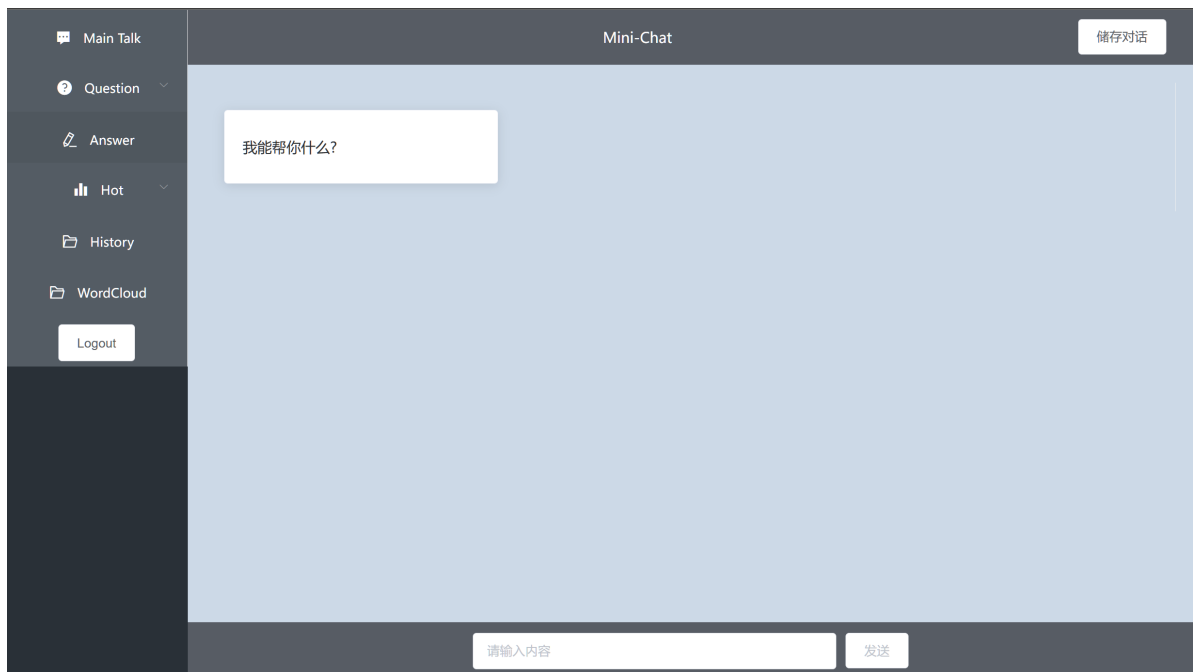 Main Talk
Question
Answer
Hot
History
WordCloud
Logout
Mini-Chat
储存对话
我能帮你什么?
请输入内容
发送